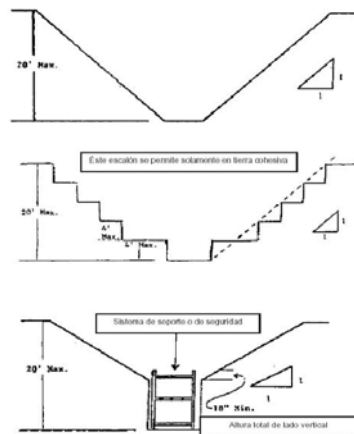 20' Max.
1
1
Éste escalón se permite solamente en tierra cohesiva
20' Max.
4'
Max.
4' Max.
1
1
Sistema de soporte o de seguridad
20' Max.
1
1
18" Min.
Altura total de lado vertical